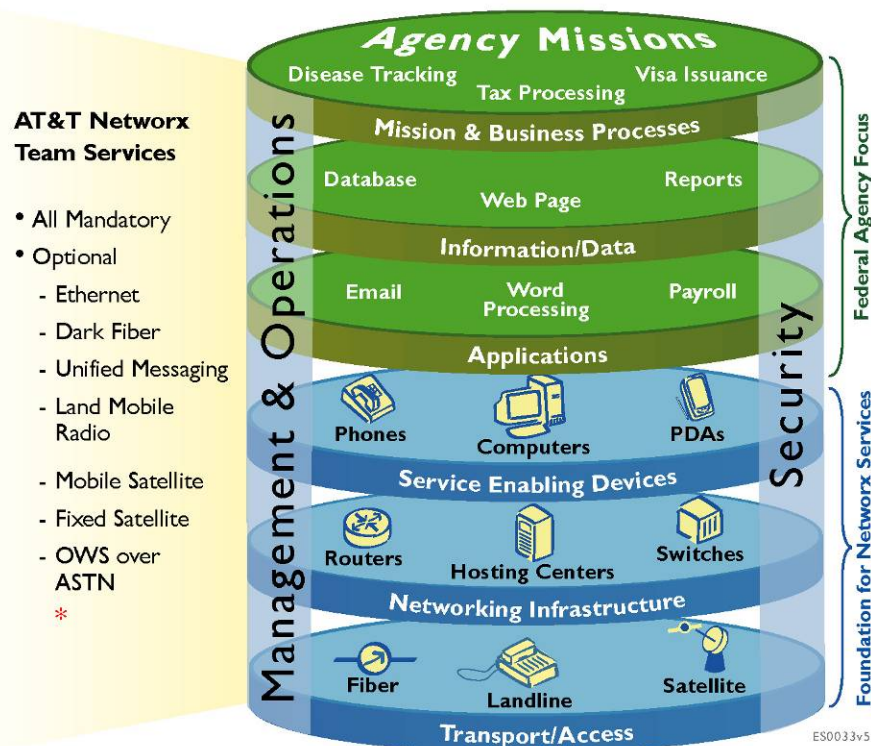 AT&T Networx
Team Services
• All Mandatory
• Optional
- Ethernet
- Dark Fiber
- Unified Messaging
- Land Mobile
Radio
- Mobile Satellite
- Fixed Satellite
- OWS over
ASTN
*
Agency Missions
Disease Tracking
Tax Processing
Visa Issuance
Mission & Business Processes
Database
Web Page
Reports
Information/Data
Email
Word
Processing
Payroll
Applications
Phones
Computers
PDAs
Service Enabling Devices
Routers
Hosting Centers
Switches
Networking Infrastructure
Fiber
Landline
Satellite
Transport/Access
Management & Operations
Security
Federal Agency Focus
Foundation for Networx Services
ES0033v5